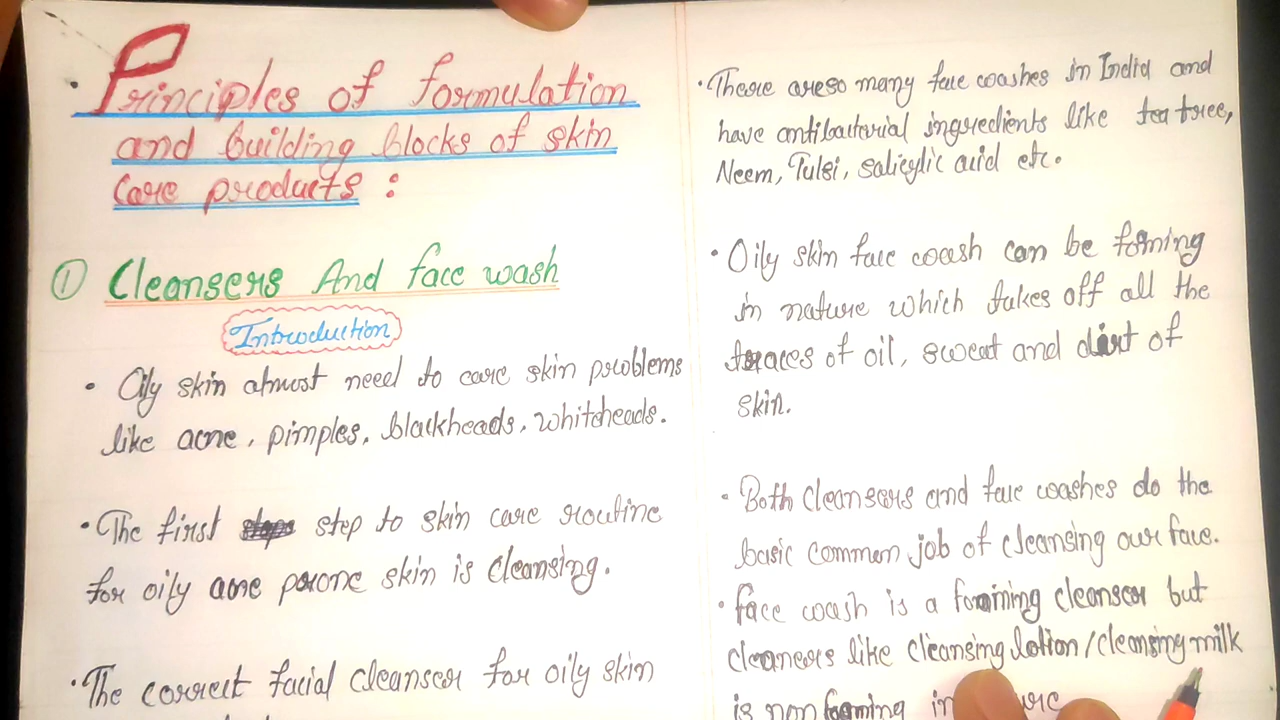 • Principles of formulation
and building blocks of skin
care products :
① Cleansers And face wash
Introduction
• Oily skin almost need to care skin problems
like acne, pimples, blackheads, whiteheads.
• The first step to skin care routine
for oily acne prone skin is cleansing.
• The correct facial cleanser for oily skin
• There are so many face washes in India and
have antibacterial ingredients like tea tree,
Neem, Tulsi, salicylic acid etc.
• Oily skin face wash can be foming
in nature which takes off all the
traces of oil, sweat and dirt of
skin.
• Both cleansers and face washes do the
basic common job of cleansing our face.
• face wash is a foaming cleanser but
cleaners like cleansing lotion/cleansing milk
is non foaming in